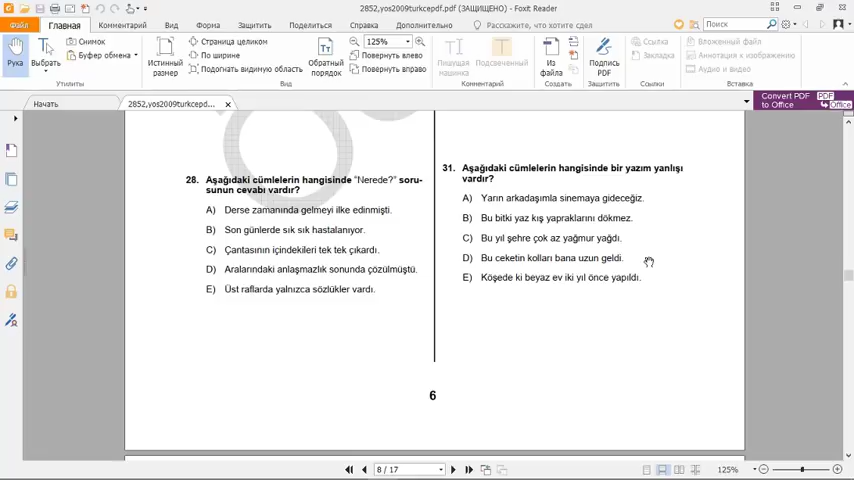 2852,yos2009turkcepdf.pdf (ЗАЩИЩЕНО) - Foxit Reader
Файл Главная Комментарий Вид Форма Защитить Поделиться Справка Дополнительно Расскажите, что хотите сдел Поиск
Рука
Выбрать
Снимок
Буфер обмена
Утилиты
Истинный размер
Страница целиком
По ширине
Подогнать видимую область
Обратный порядок
125%
Повернуть влево
Повернуть вправо
Вид
Пишущая машинка
Подсвеченный
Комментарий
Из файла
Создать
Подпись PDF
Защитить
Ссылка
Закладка
Ссылки
Вложенный файл
Аннотация к изображению
Аудио и видео
Вставка
Начать
2852,yos2009turkcepd...
Convert PDF to Office
PDF
Office
28. Aşağıdaki cümlelerin hangisinde “Nerede?” soru-
sunun cevabı vardır?
A) Derse zamanında gelmeyi ilke edinmişti.
B) Son günlerde sık sık hastalanıyor.
C) Çantasının içindekileri tek tek çıkardı.
D) Aralarındaki anlaşmazlık sonunda çözülmüştü.
E) Üst raflarda yalnızca sözlükler vardı.
31. Aşağıdaki cümlelerin hangisinde bir yazım yanlışı
vardır?
A) Yarın arkadaşımla sinemaya gideceğiz.
B) Bu bitki yaz kış yapraklarını dökmez.
C) Bu yıl şehre çok az yağmur yağdı.
D) Bu ceketin kolları bana uzun geldi.
E) Köşede ki beyaz ev iki yıl önce yapıldı.
6
8 / 17
125%